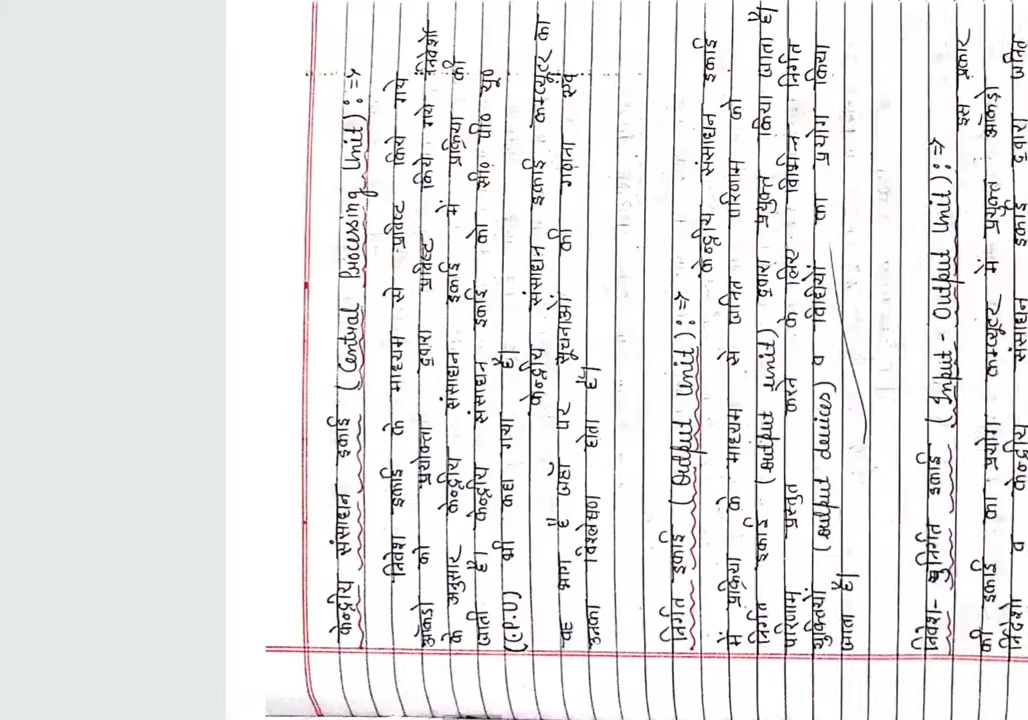 केन्द्रीय संसाधन इकाई (Central Processing Unit) : =>
निवेश इकाई के माध्यम से प्रविष्ट किये गये
आंकडो को प्रयोक्ता द्वारा प्रविष्ट किये गये निर्देशों
के अनुसार केन्द्रीय संसाधन इकाई में प्रक्रिया की
जाती है। केन्द्रीय संसाधन इकाई को सी० पी० यू०
(C.P.U) भी कहा गया है।
केन्द्रीय संसाधन इकाई कम्प्यूटर का
वह भाग है जहाँ पर सूचनाओं की गणना एवं
उनका विश्लेषण होता है।
निर्गत इकाई (Output Unit) : =>
केन्द्रीय संसाधन इकाई
में प्रक्रिया के माध्यम से जनित परिणाम को
निर्गत इकाई (output unit) द्वारा प्रयुक्त किया जाता है।
परिणाम प्रस्तुत करने के लिए विभिन्न निर्गत
युक्तियों (output devices) व विधियों का प्रयोग किया
जाता है।
निवेश- निर्गत इकाई (Input - Output Unit) : =>
इस प्रकार
की इकाई का प्रयोग कम्प्यूटर में प्रयुक्त आंकडो
निर्देशो व केन्द्रीय संसाधन इकाई द्वारा जनित